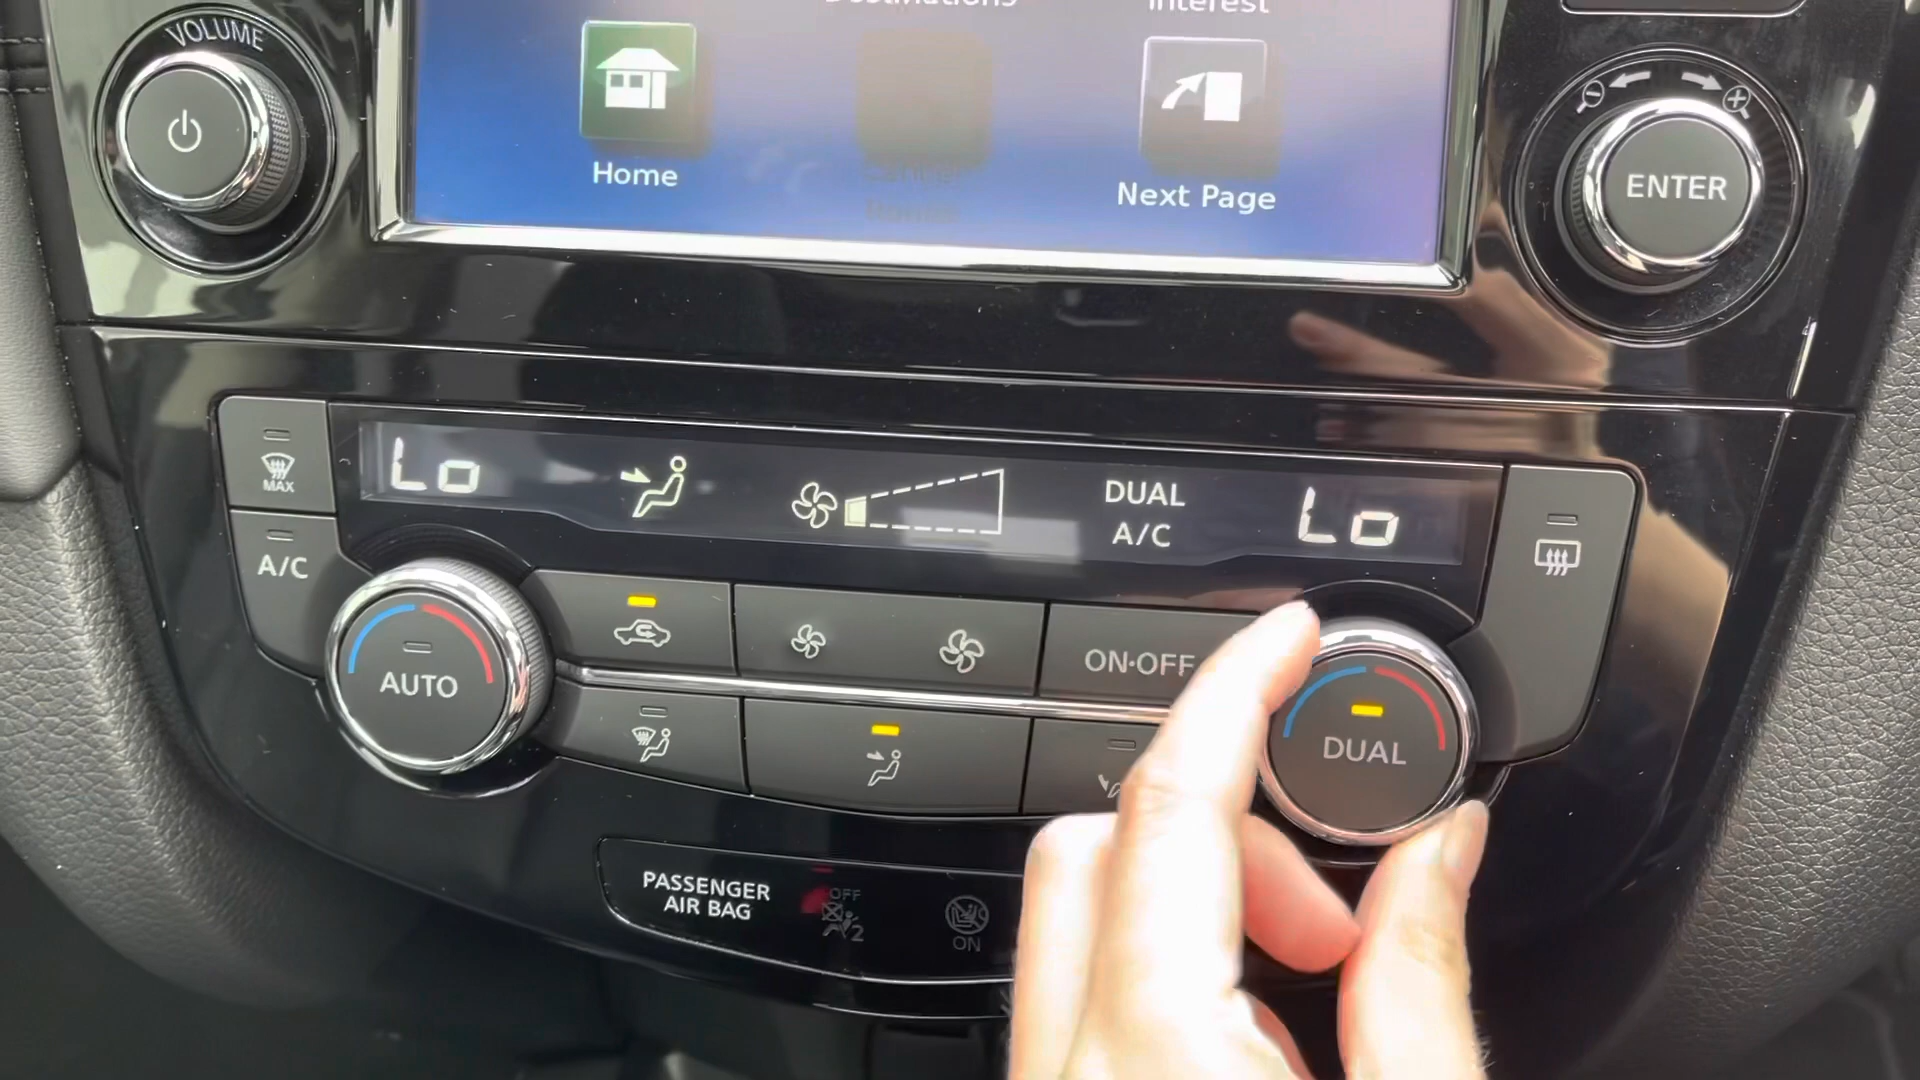 Interest
VOLUME
Home
Next Page
ENTER
MAX
Lo
DUAL
A/C
Lo
A/C
AUTO
ON·OFF
DUAL
PASSENGER
AIR BAG
OFF
2
ON